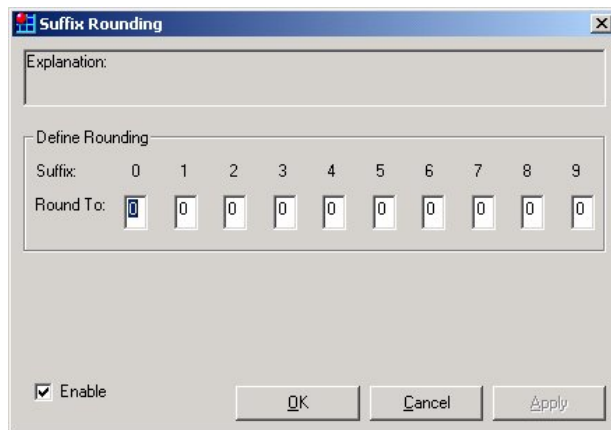 Suffix Rounding
Explanation:
Define Rounding
Suffix: 0 1 2 3 4 5 6 7 8 9
Round To: 0 0 0 0 0 0 0 0 0 0
Enable
OK Cancel Apply